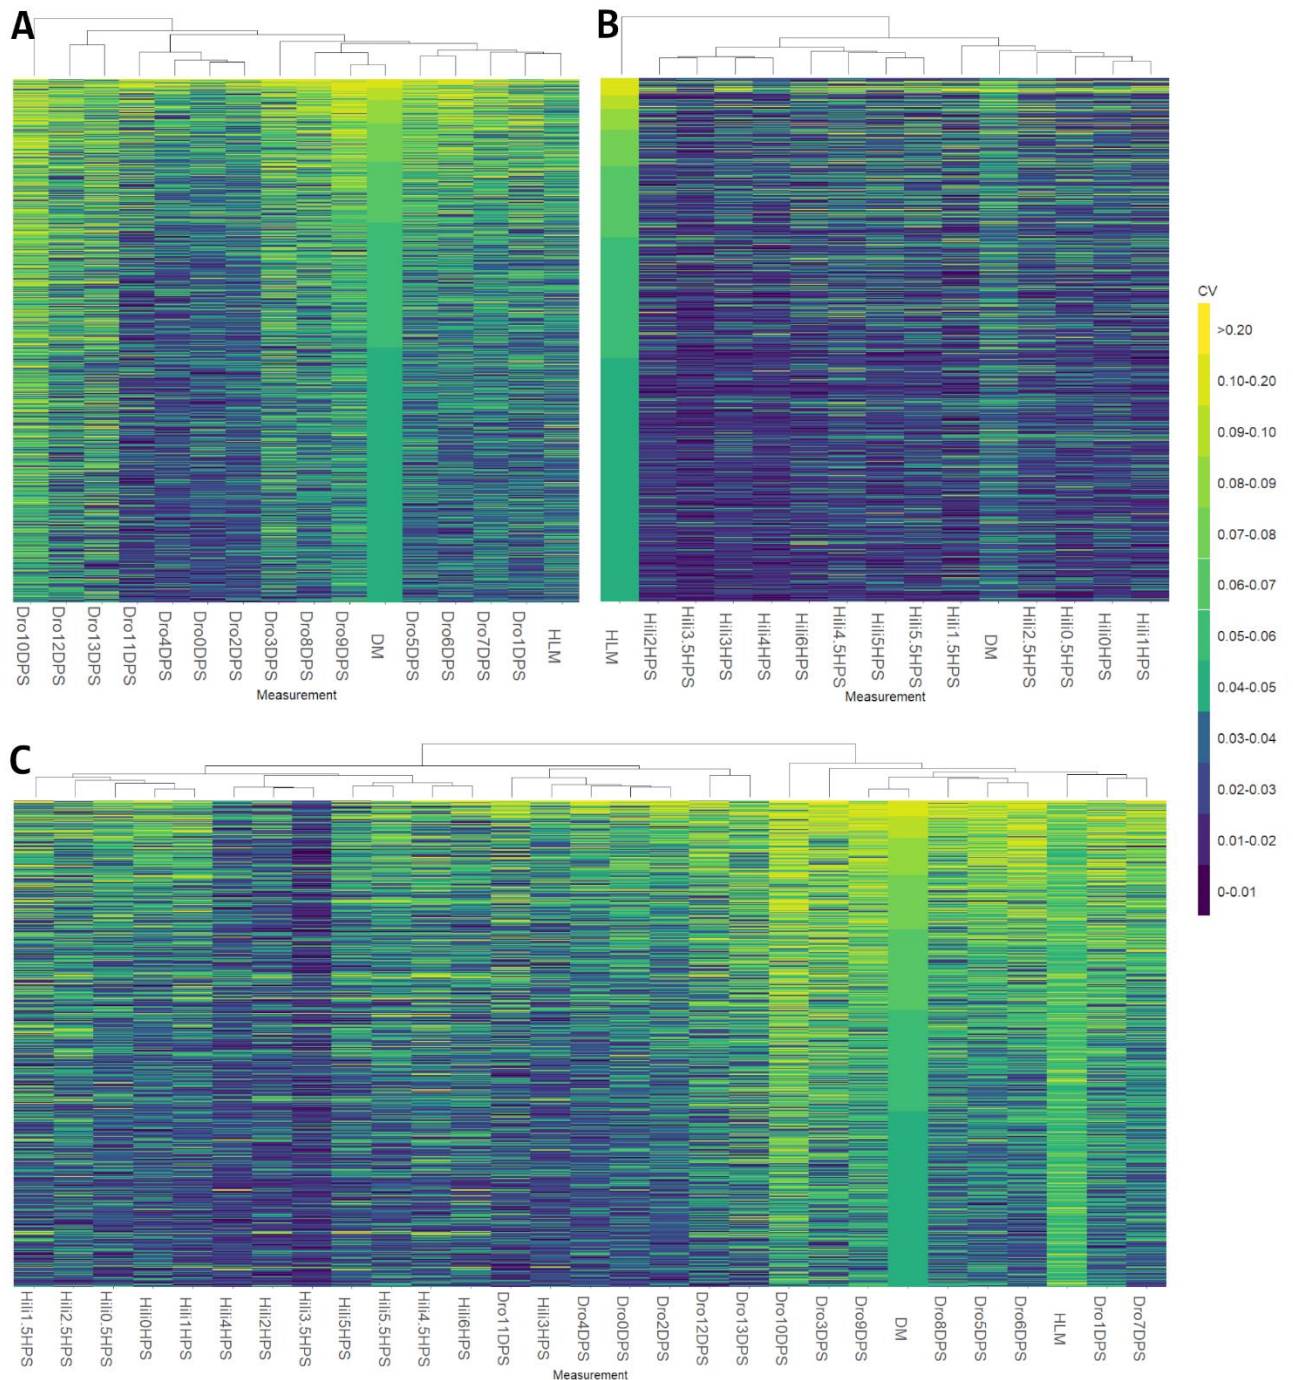 A
B
Dro10DPS
Dro12DPS
Dro13DPS
Dro11DPS
Dro4DPS
Dro0DPS
Dro2DPS
Dro3DPS
Dro8DPS
Dro9DPS
DM
Dro5DPS
Dro6DPS
Dro7DPS
Dro1DPS
HLM
Measurement
HLM
Hili2HPS
Hili3.5HPS
Hili3HPS
Hili4HPS
Hili6HPS
Hili4.5HPS
Hili5HPS
Hili5.5HPS
Hili1.5HPS
DM
Hili2.5HPS
Hili0.5HPS
Hili0HPS
Hili1HPS
Measurement
CV
>0.20
0.10-0.20
0.09-0.10
0.08-0.09
0.07-0.08
0.06-0.07
0.05-0.06
0.04-0.05
0.03-0.04
0.02-0.03
0.01-0.02
0-0.01
C
Hili1.5HPS
Hili2.5HPS
Hili0.5HPS
Hili0HPS
Hili1HPS
Hili4HPS
Hili2HPS
Hili3.5HPS
Hili5HPS
Hili5.5HPS
Hili4.5HPS
Hili6HPS
Dro11DPS
Hili3HPS
Dro4DPS
Dro0DPS
Dro2DPS
Dro12DPS
Dro13DPS
Dro10DPS
Dro3DPS
Dro9DPS
DM
Dro8DPS
Dro5DPS
Dro6DPS
HLM
Dro1DPS
Dro7DPS
Measurement